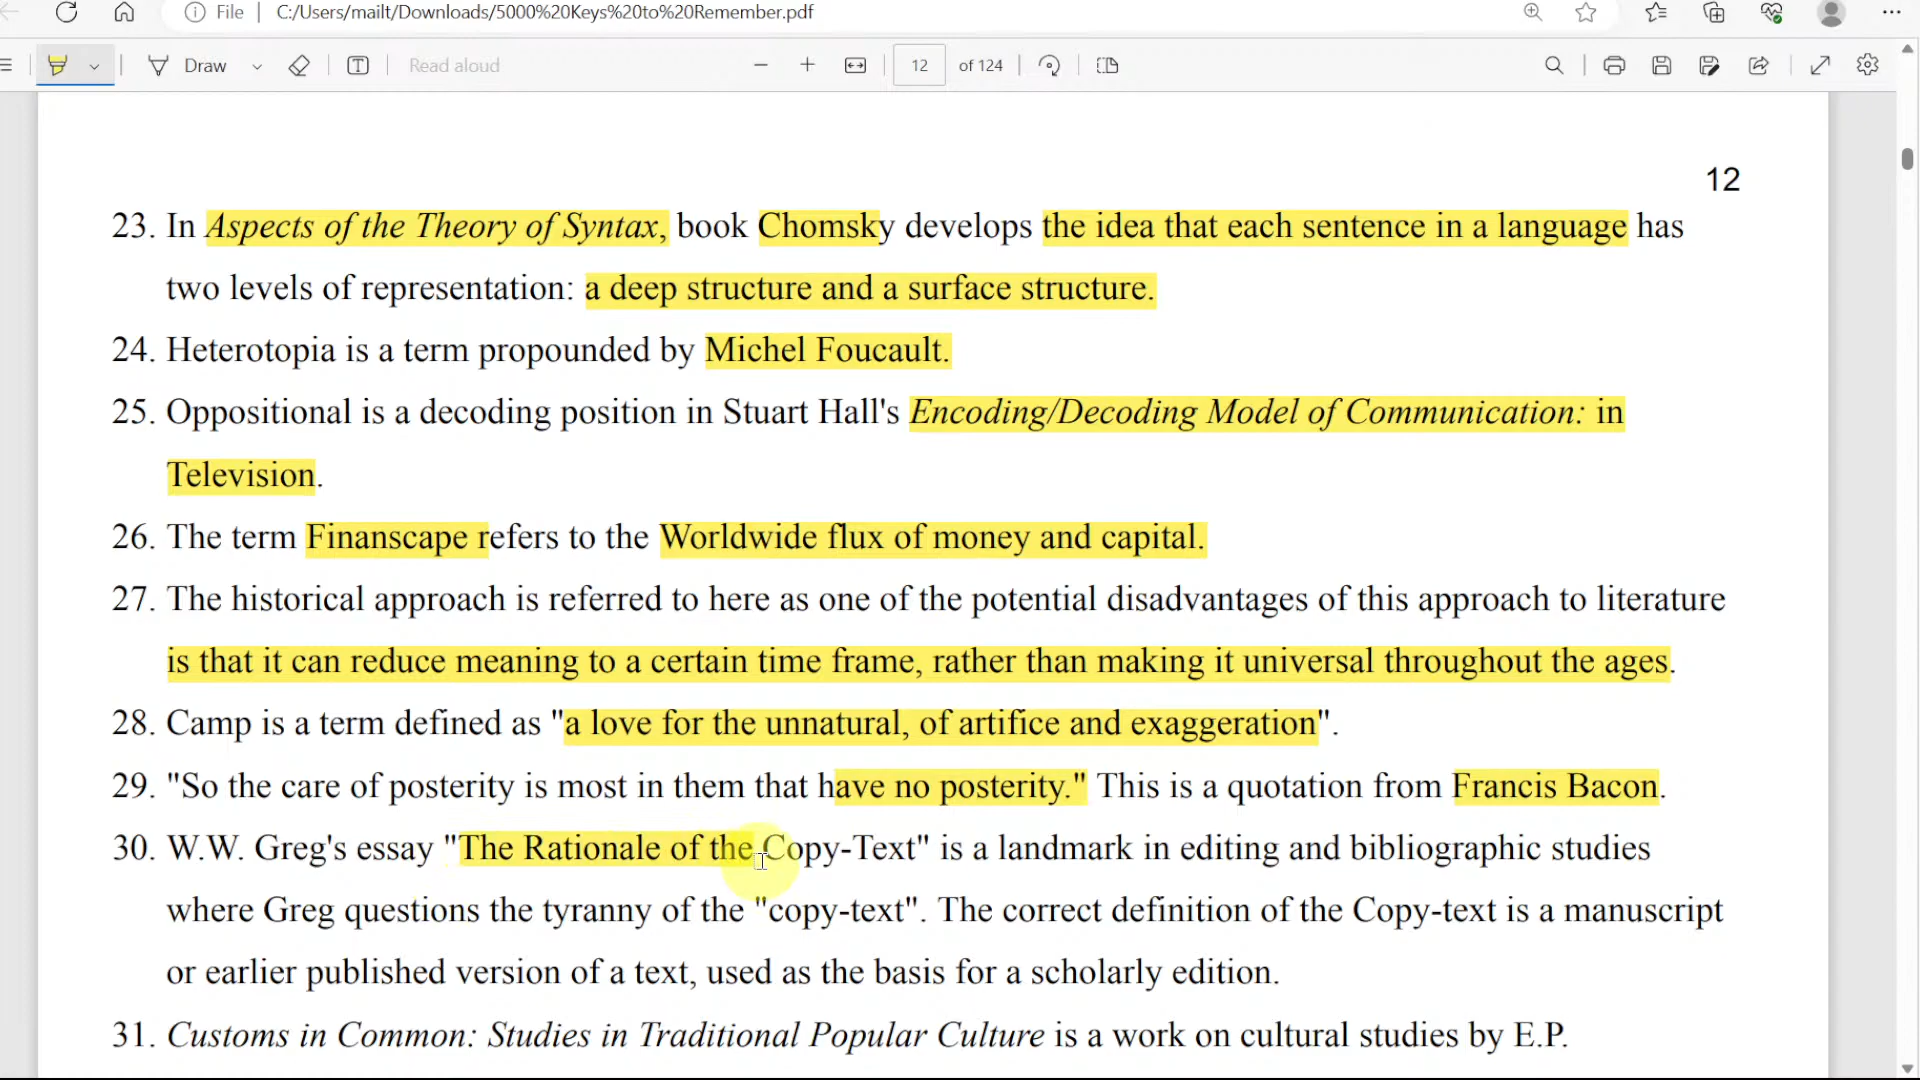 File C:/Users/mailt/Downloads/5000%20Keys%20to%20Remember.pdf
Draw Read aloud 12 of 124
12
23. In Aspects of the Theory of Syntax, book Chomsky develops the idea that each sentence in a language has
two levels of representation: a deep structure and a surface structure.
24. Heterotopia is a term propounded by Michel Foucault.
25. Oppositional is a decoding position in Stuart Hall's Encoding/Decoding Model of Communication: in
Television.
26. The term Finanscape refers to the Worldwide flux of money and capital.
27. The historical approach is referred to here as one of the potential disadvantages of this approach to literature
is that it can reduce meaning to a certain time frame, rather than making it universal throughout the ages.
28. Camp is a term defined as "a love for the unnatural, of artifice and exaggeration".
29. "So the care of posterity is most in them that have no posterity." This is a quotation from Francis Bacon.
30. W.W. Greg's essay "The Rationale of the Copy-Text" is a landmark in editing and bibliographic studies
where Greg questions the tyranny of the "copy-text". The correct definition of the Copy-text is a manuscript
or earlier published version of a text, used as the basis for a scholarly edition.
31. Customs in Common: Studies in Traditional Popular Culture is a work on cultural studies by E.P.